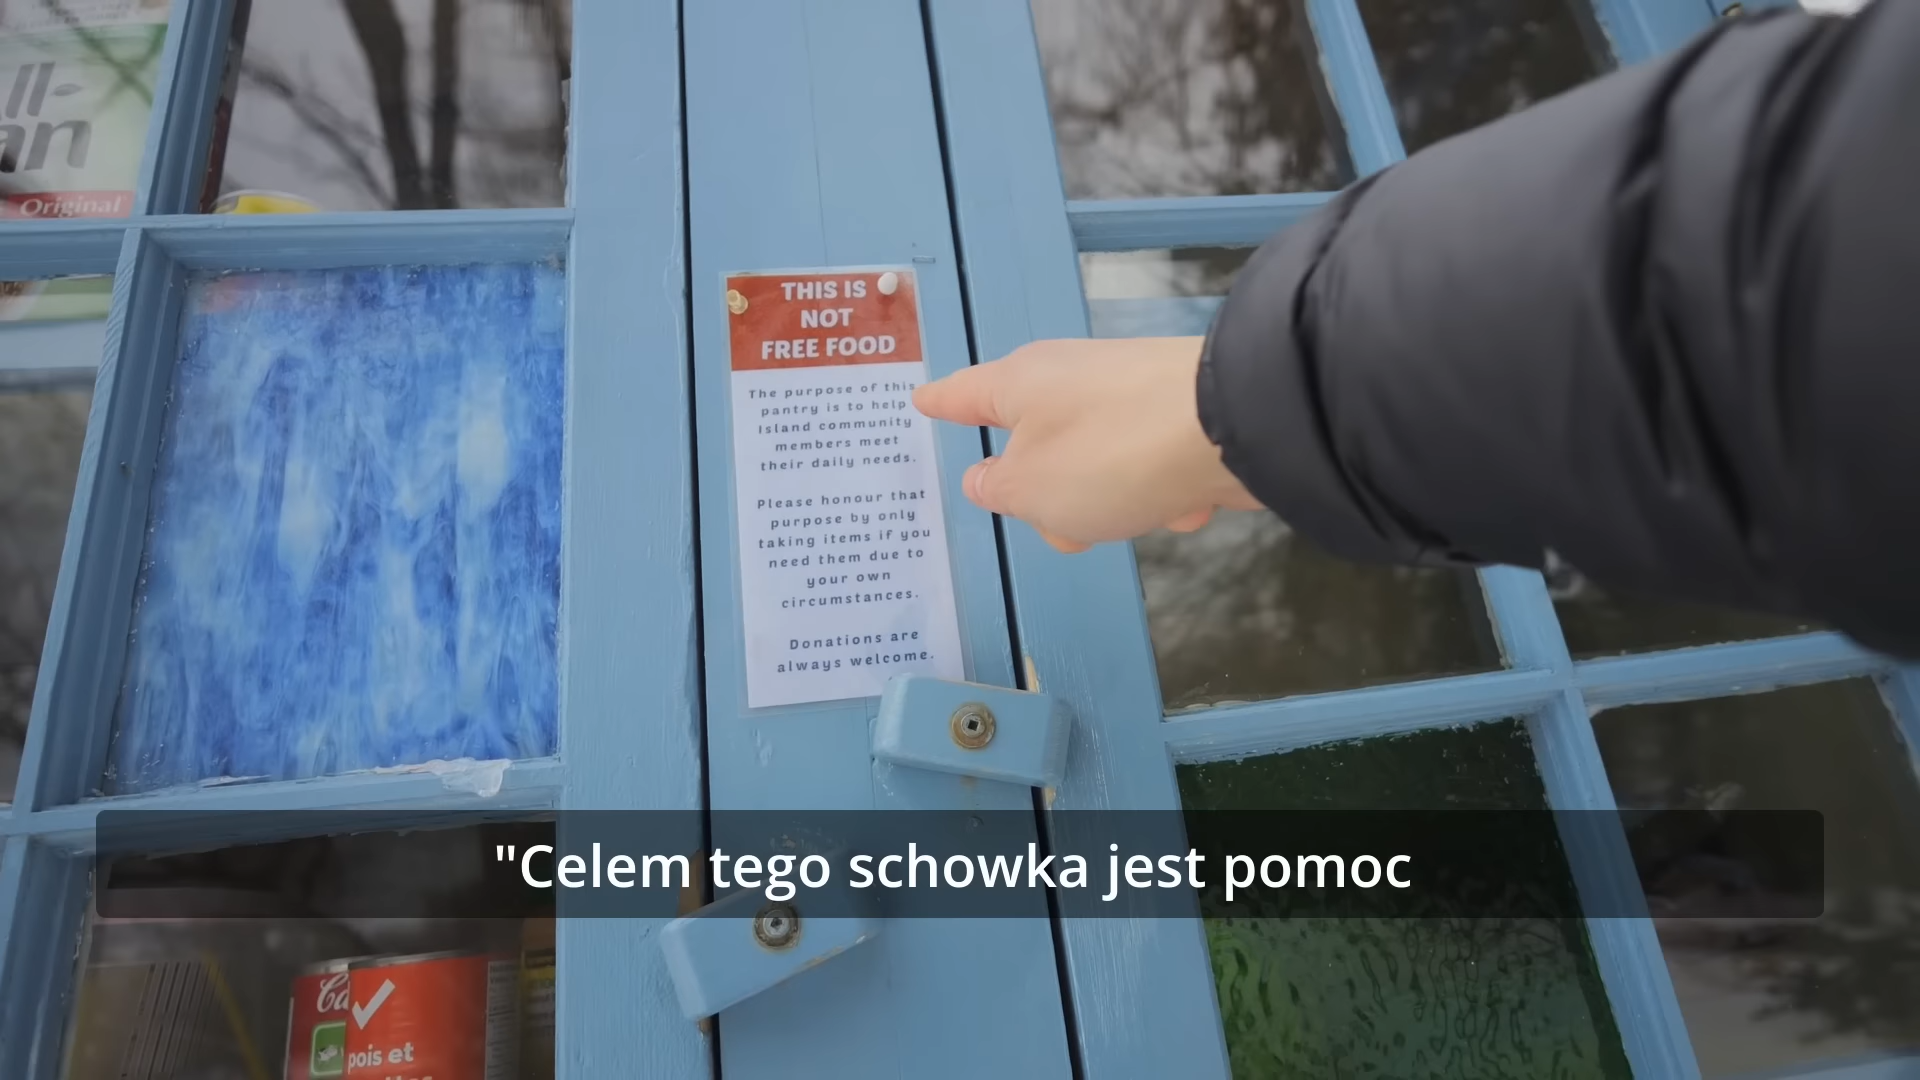 Original
THIS IS
NOT
FREE FOOD
The purpose of this
pantry is to help
Island community
members meet
their daily needs.
Please honour that
purpose by only
taking items if you
need them due to
your own
circumstances.
Donations are
always welcome.
"Celem tego schowka jest pomoc
pois et